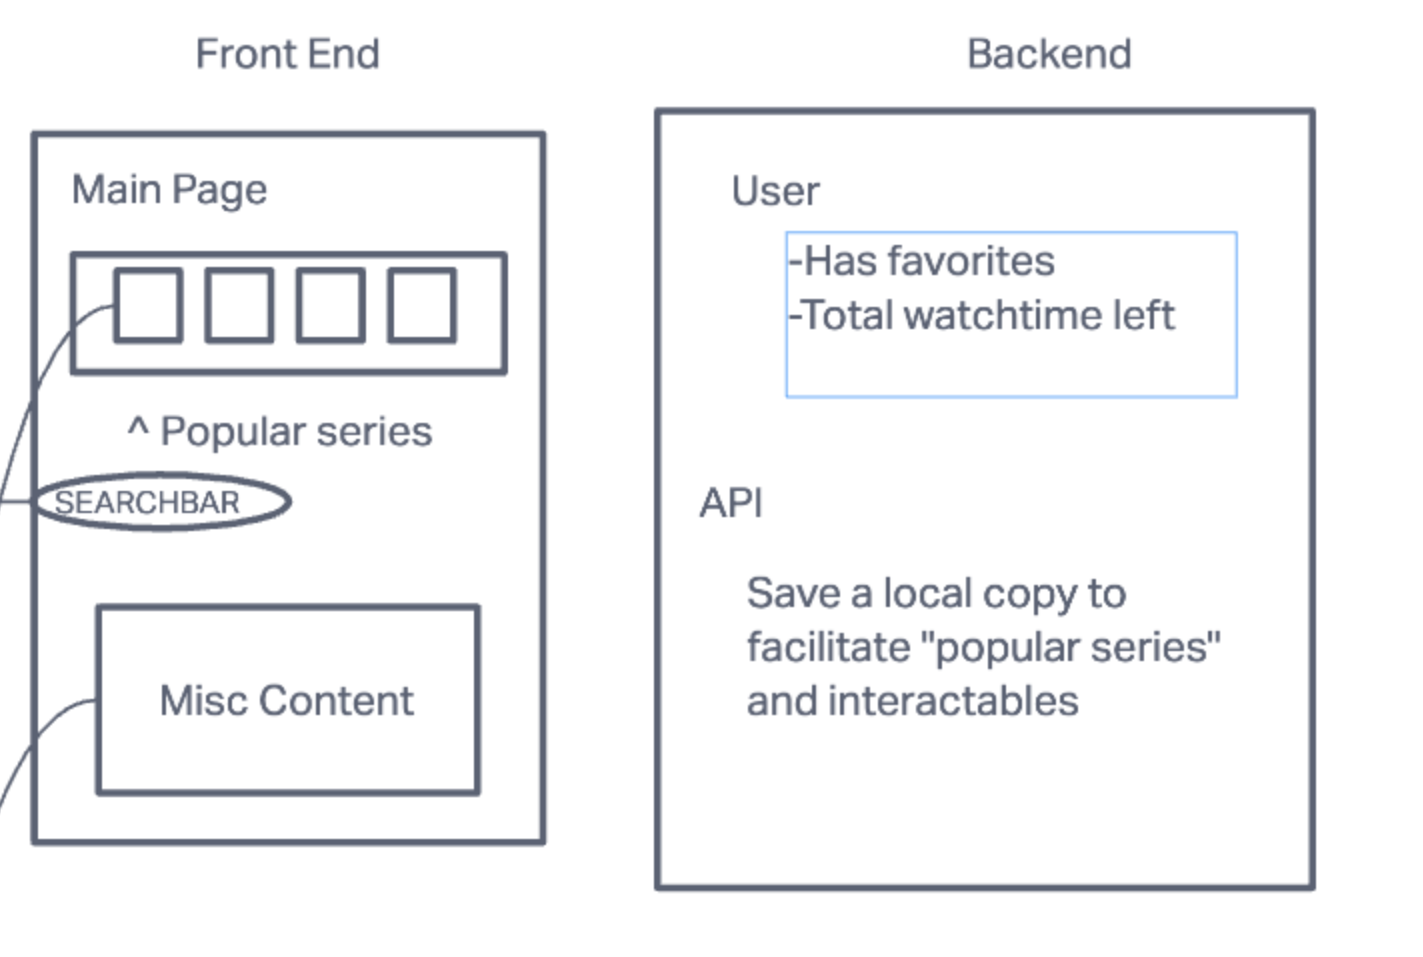 Front End
Main Page
^ Popular series
SEARCHBAR
Misc Content
Backend
User
-Has favorites
-Total watchtime left
API
Save a local copy to
facilitate "popular series"
and interactables